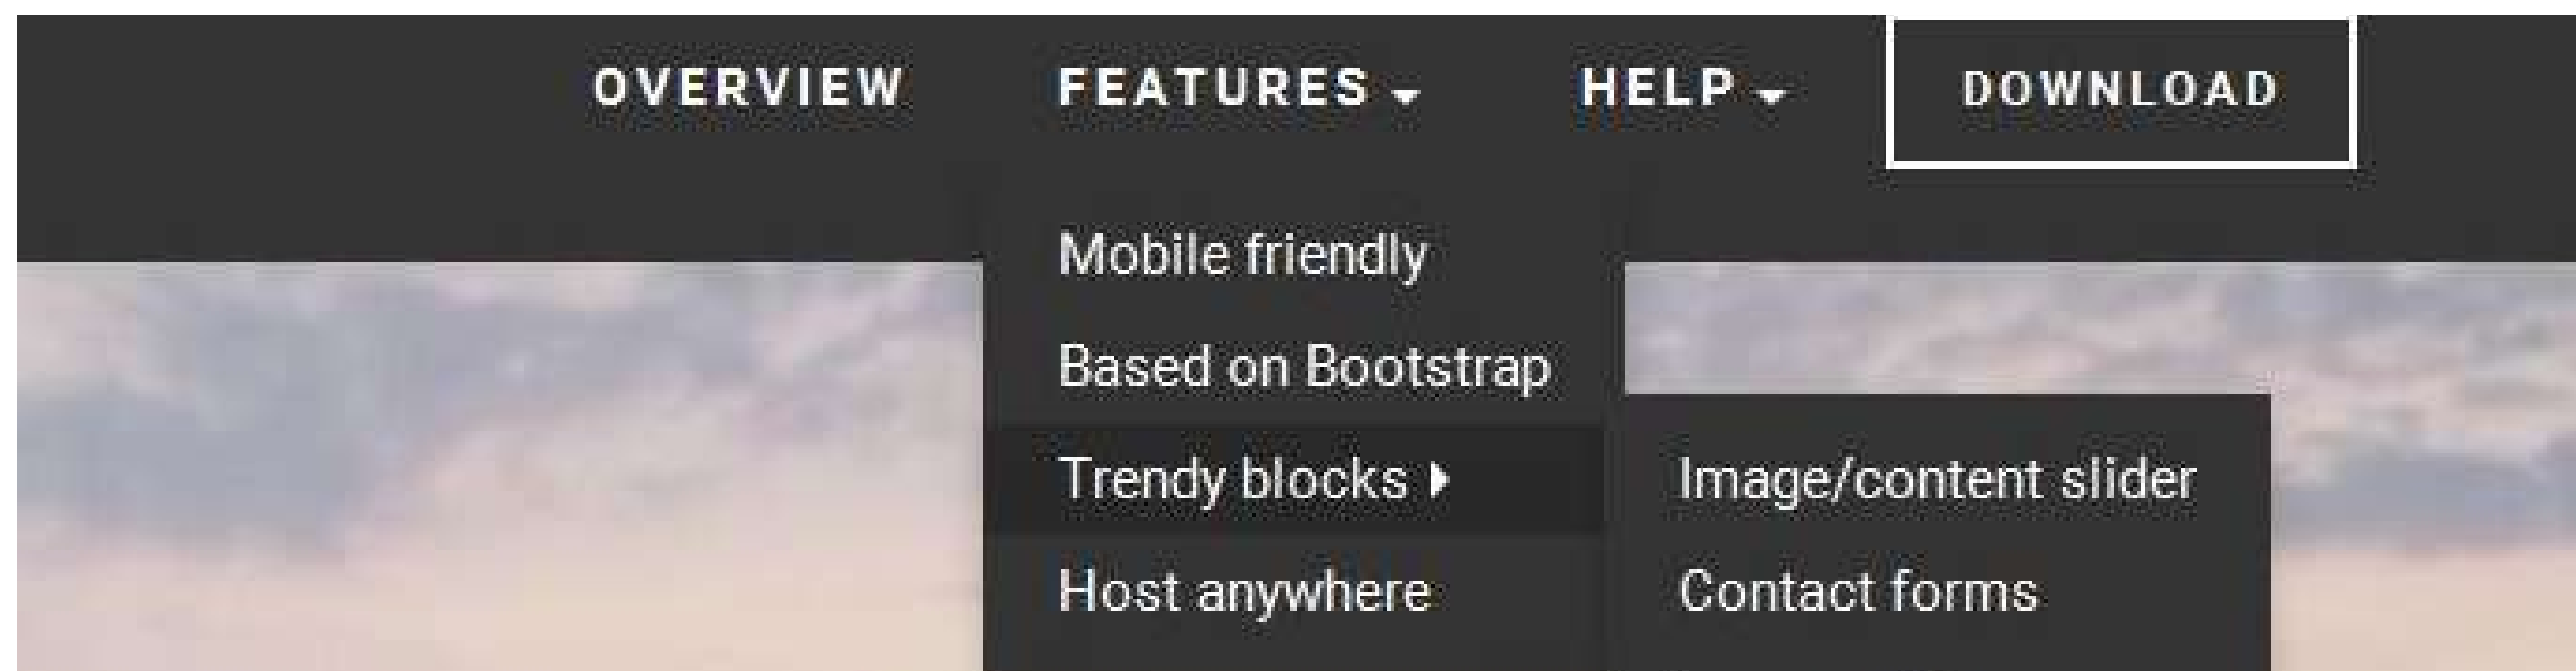 OVERVIEW FEATURES HELP DOWNLOAD
Mobile friendly
Based on Bootstrap
Trendy blocks
Image/content slider
Host anywhere
Contact forms